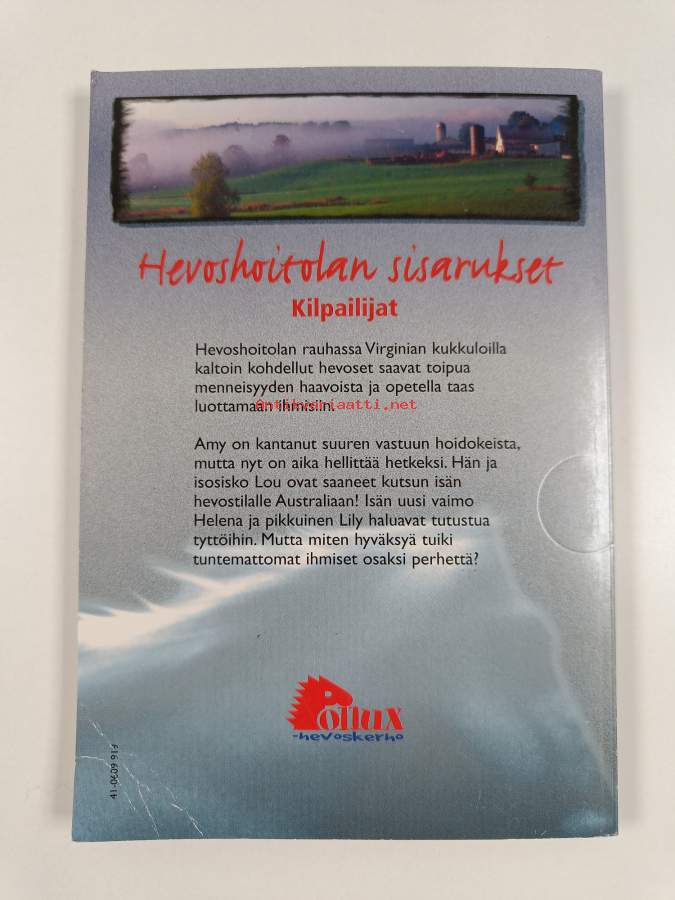 Hevoshoitolan sisarukset
Kilpailijat
Hevoshoitolan rauhassa Virginian kukkuloilla
kaltoin kohdellut hevoset saavat toipua
menneisyyden haavoista ja opetella taas
luottamaan ihmisiin.
Antikvariaatti.net
Amy on kantanut suuren vastuun hoidokeista,
mutta nyt on aika hellittää hetkeksi. Hän ja
isosisko Lou ovat saaneet kutsun isän
hevostilalle Australiaan! Isän uusi vaimo
Helena ja pikkuinen Lily haluavat tutustua
tyttöihin. Mutta miten hyväksyä tuiki
tuntemattomat ihmiset osaksi perhettä?
Pollux
-hevoskerho